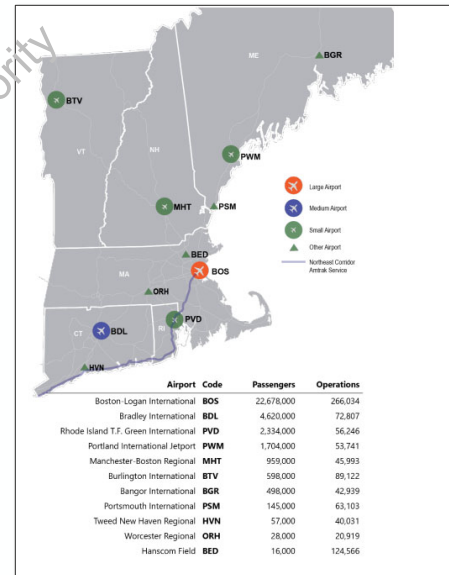 ority
ME
BGR
BTV
VT
NH
PWM
MHT
PSM
Large Airport
Medium Airport
Small Airport
Other Airport
Northeast Corridor
Amtrak Service
BED
MA
BOS
ORH
PVD
CT
RI
BDL
HVN
Airport Code Passengers Operations
Boston-Logan International BOS 22,678,000 266,034
Bradley International BDL 4,620,000 72,807
Rhode Island T.F. Green International PVD 2,334,000 56,246
Portland International Jetport PWM 1,704,000 53,741
Manchester-Boston Regional MHT 959,000 45,993
Burlington International BTV 598,000 89,122
Bangor International BGR 498,000 42,939
Portsmouth International PSM 145,000 63,103
Tweed New Haven Regional HVN 57,000 40,031
Worcester Regional ORH 28,000 20,919
Hanscom Field BED 16,000 124,566